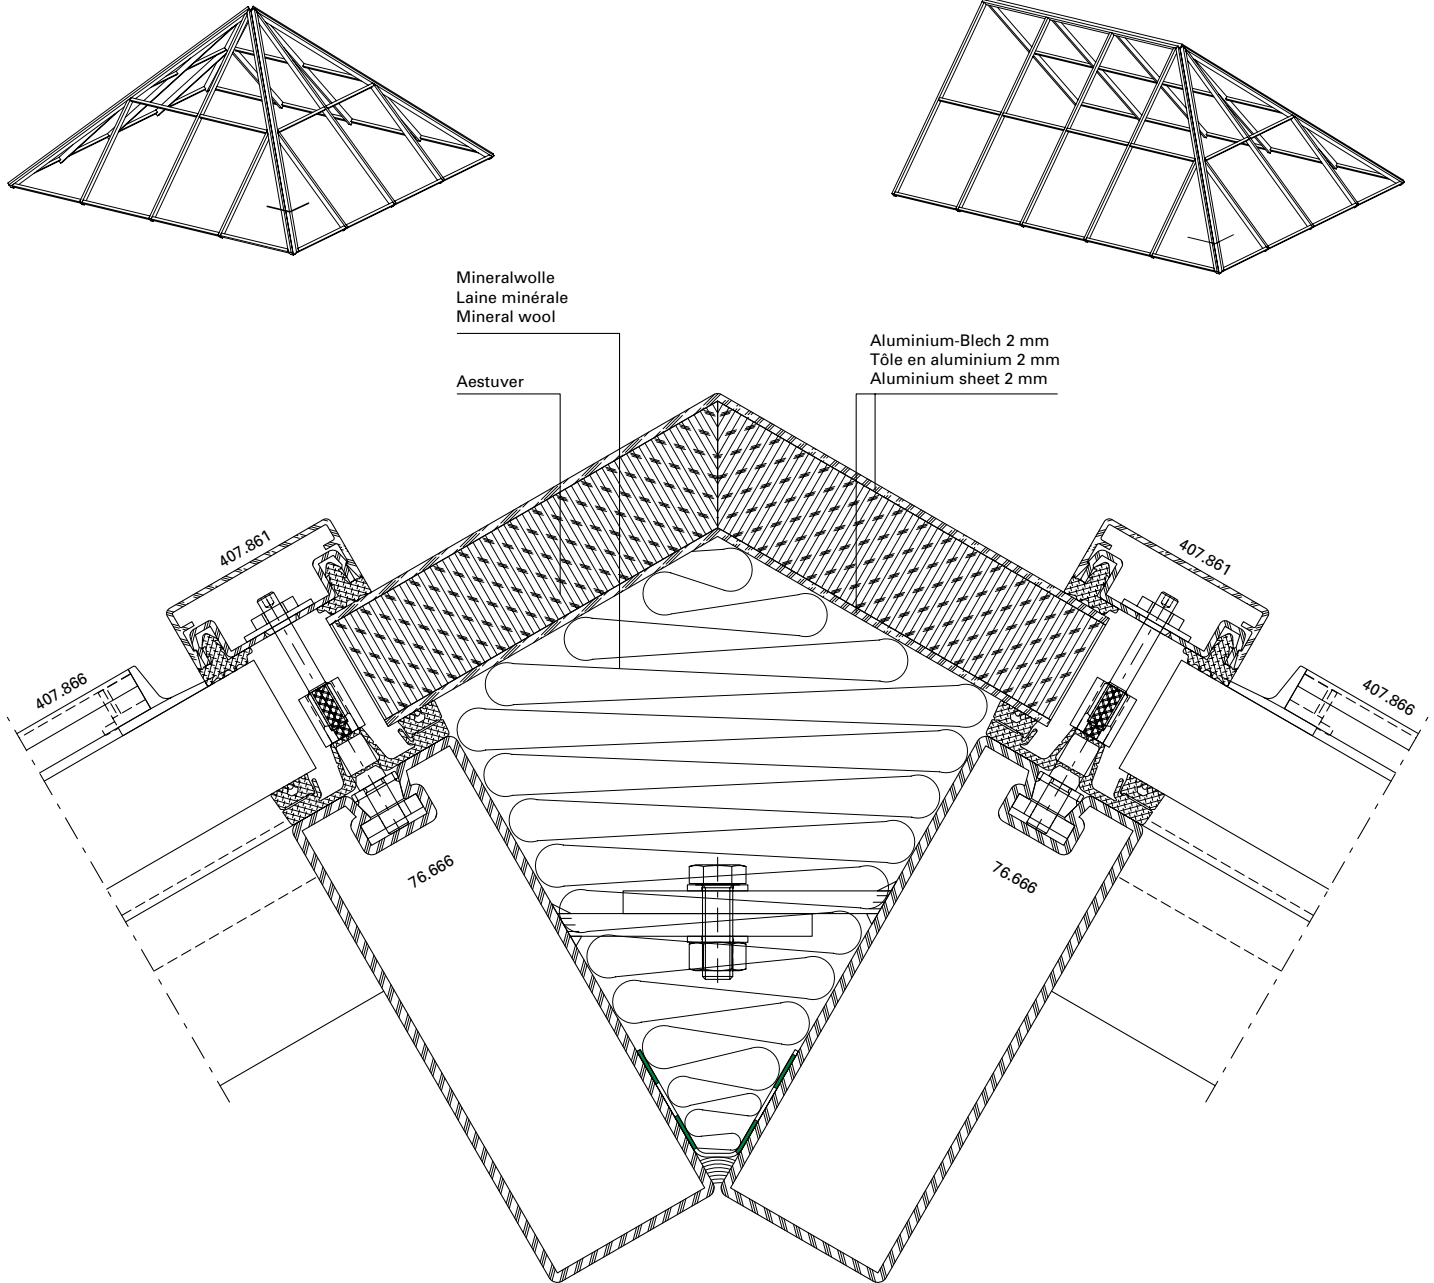 Mineralwolle
Laine minérale
Mineral wool
Aluminium-Blech 2 mm
Tôle en aluminium 2 mm
Aluminium sheet 2 mm
Aestuver
407.861
407.861
407.866
407.866
76.666
76.666